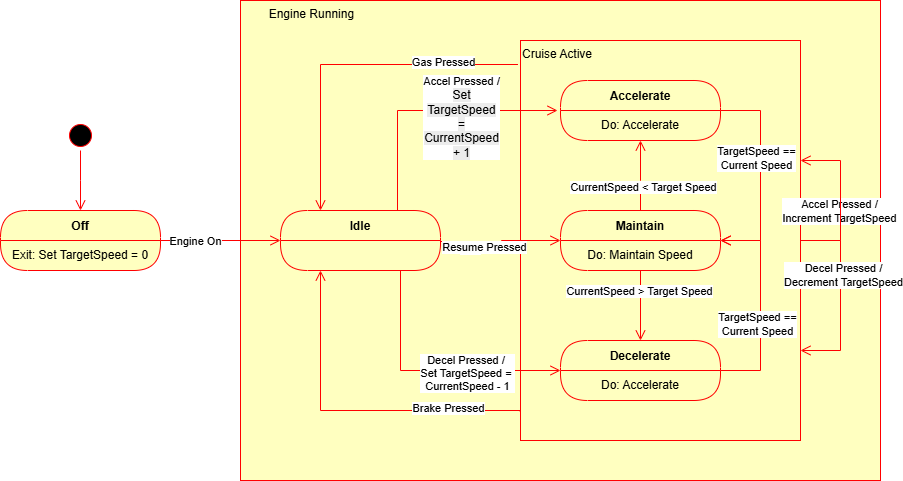 Engine Running
Cruise Active
Gas Pressed
Accel Pressed /
Set
TargetSpeed
=
CurrentSpeed
+ 1
Accelerate
Do: Accelerate
TargetSpeed ==
Current Speed
CurrentSpeed < Target Speed
Accel Pressed /
Increment TargetSpeed
Off
Exit: Set TargetSpeed = 0
Engine On
Idle
Resume Pressed
Maintain
Do: Maintain Speed
Decel Pressed /
Decrement TargetSpeed
CurrentSpeed > Target Speed
TargetSpeed ==
Current Speed
Decel Pressed /
Set TargetSpeed =
CurrentSpeed - 1
Decelerate
Do: Accelerate
Brake Pressed